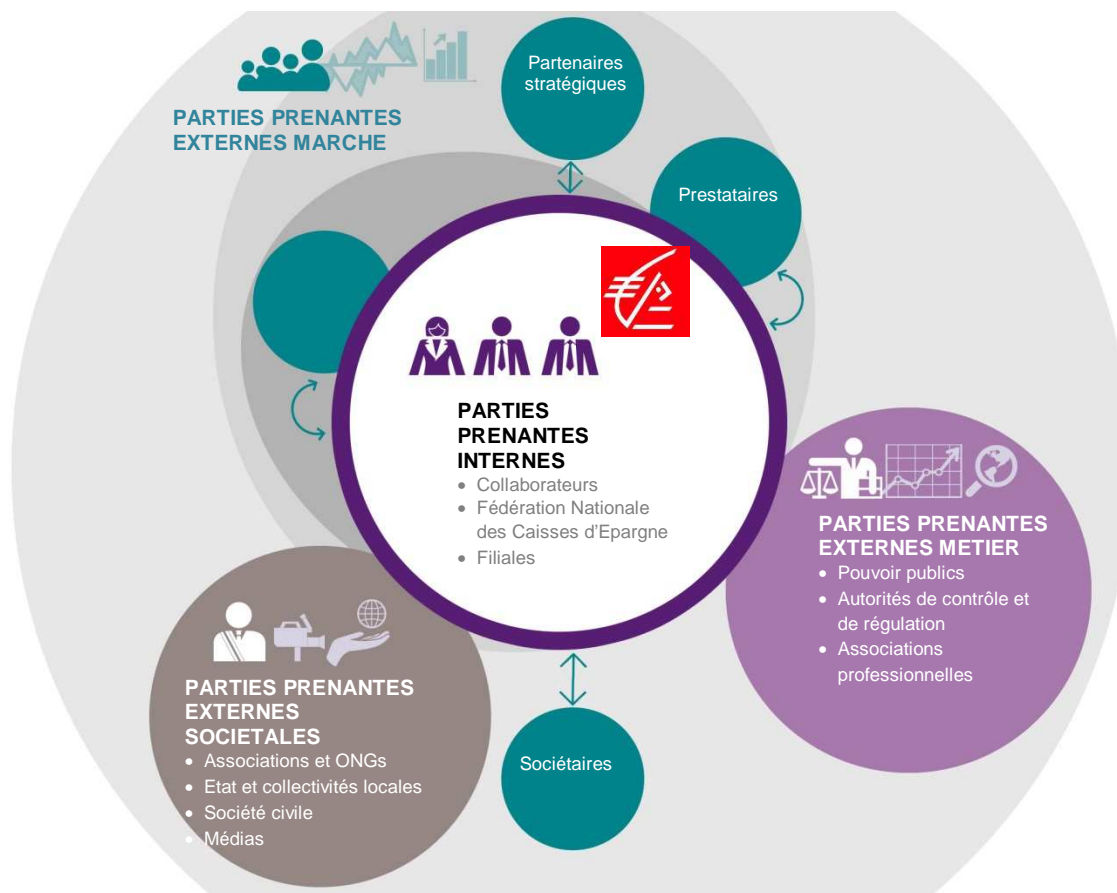 Partenaires
stratégiques
PARTIES PRENANTES
EXTERNES MARCHE
Prestataires
PARTIES
PRENANTES
INTERNES
• Collaborateurs
• Fédération Nationale
des Caisses d'Epargne
• Filiales
PARTIES PRENANTES
EXTERNES METIER
• Pouvoir publics
• Autorités de contrôle et
de régulation
• Associations
professionnelles
PARTIES PRENANTES
EXTERNES
SOCIETALES
• Associations et ONGs
• Etat et collectivités locales
• Société civile
• Médias
Sociétaires